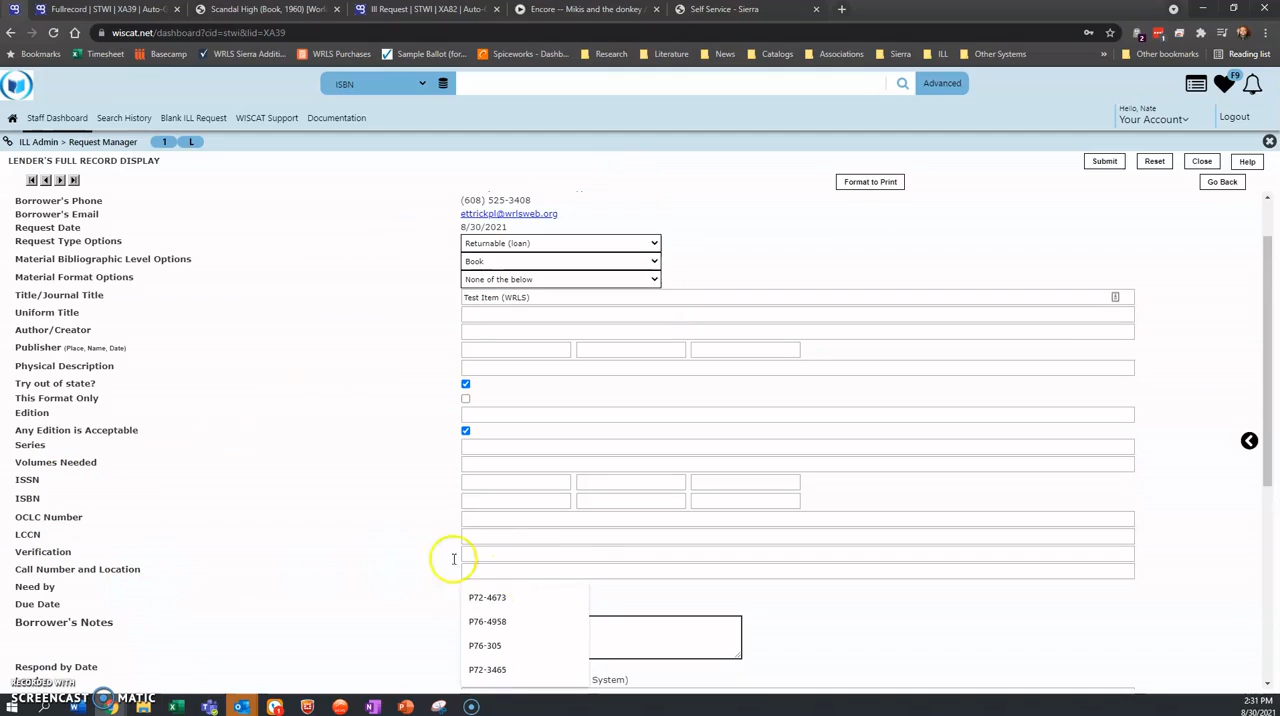 Fullrecord | STWI | XA39 | Auto-G
Scandal High (Book, 1960) [Worl
Ill Request | STWI | XA82 | Auto-G
Encore -- Mikis and the donkey /
Self Service - Sierra
wiscat.net/dashboard?cid=stwi&lid=XA39
Bookmarks Timesheet Basecamp WRLS Sierra Addition... WRLS Purchases Sample Ballot (for... Spiceworks - Dashb... Research Literature News Catalogs Associations Sierra ILL Other Systems » Other bookmarks Reading list
ISBN Advanced F9
Staff Dashboard Search History Blank ILL Request WISCAT Support Documentation
Hello, Nate
Your Account Logout
ILL Admin > Request Manager 1 L
LENDER'S FULL RECORD DISPLAY Submit Reset Close Help
Format to Print Go Back
Borrower's Phone (608) 525-3408
Borrower's Email ettrickpl@wrlsweb.org
Request Date 8/30/2021
Request Type Options Returnable (loan)
Material Bibliographic Level Options Book
Material Format Options None of the below
Title/Journal Title Test Item (WRLS)
Uniform Title
Author/Creator
Publisher (Place, Name, Date)
Physical Description
Try out of state?
This Format Only
Edition
Any Edition is Acceptable
Series
Volumes Needed
ISSN
ISBN
OCLC Number
LCCN
Verification
Call Number and Location
Need by
P72-4673
Due Date
Borrower's Notes P76-4958
P76-305
Respond by Date P72-3465
System)
RECORDED WITH
SCREENCAST MATIC
2:31 PM
8/30/2021